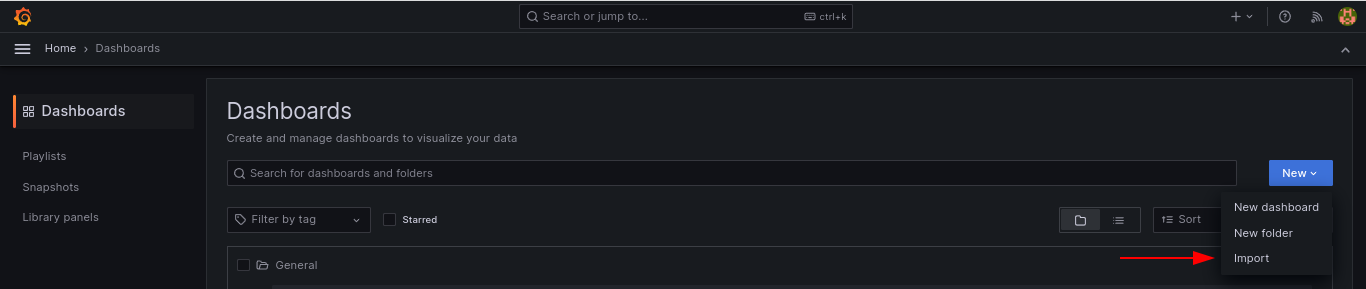 Search or jump to... ctrl+k
Home › Dashboards
Dashboards
Playlists
Snapshots
Library panels
Dashboards
Create and manage dashboards to visualize your data
Search for dashboards and folders
New
Filter by tag
Starred
Sort
New dashboard
New folder
Import
General